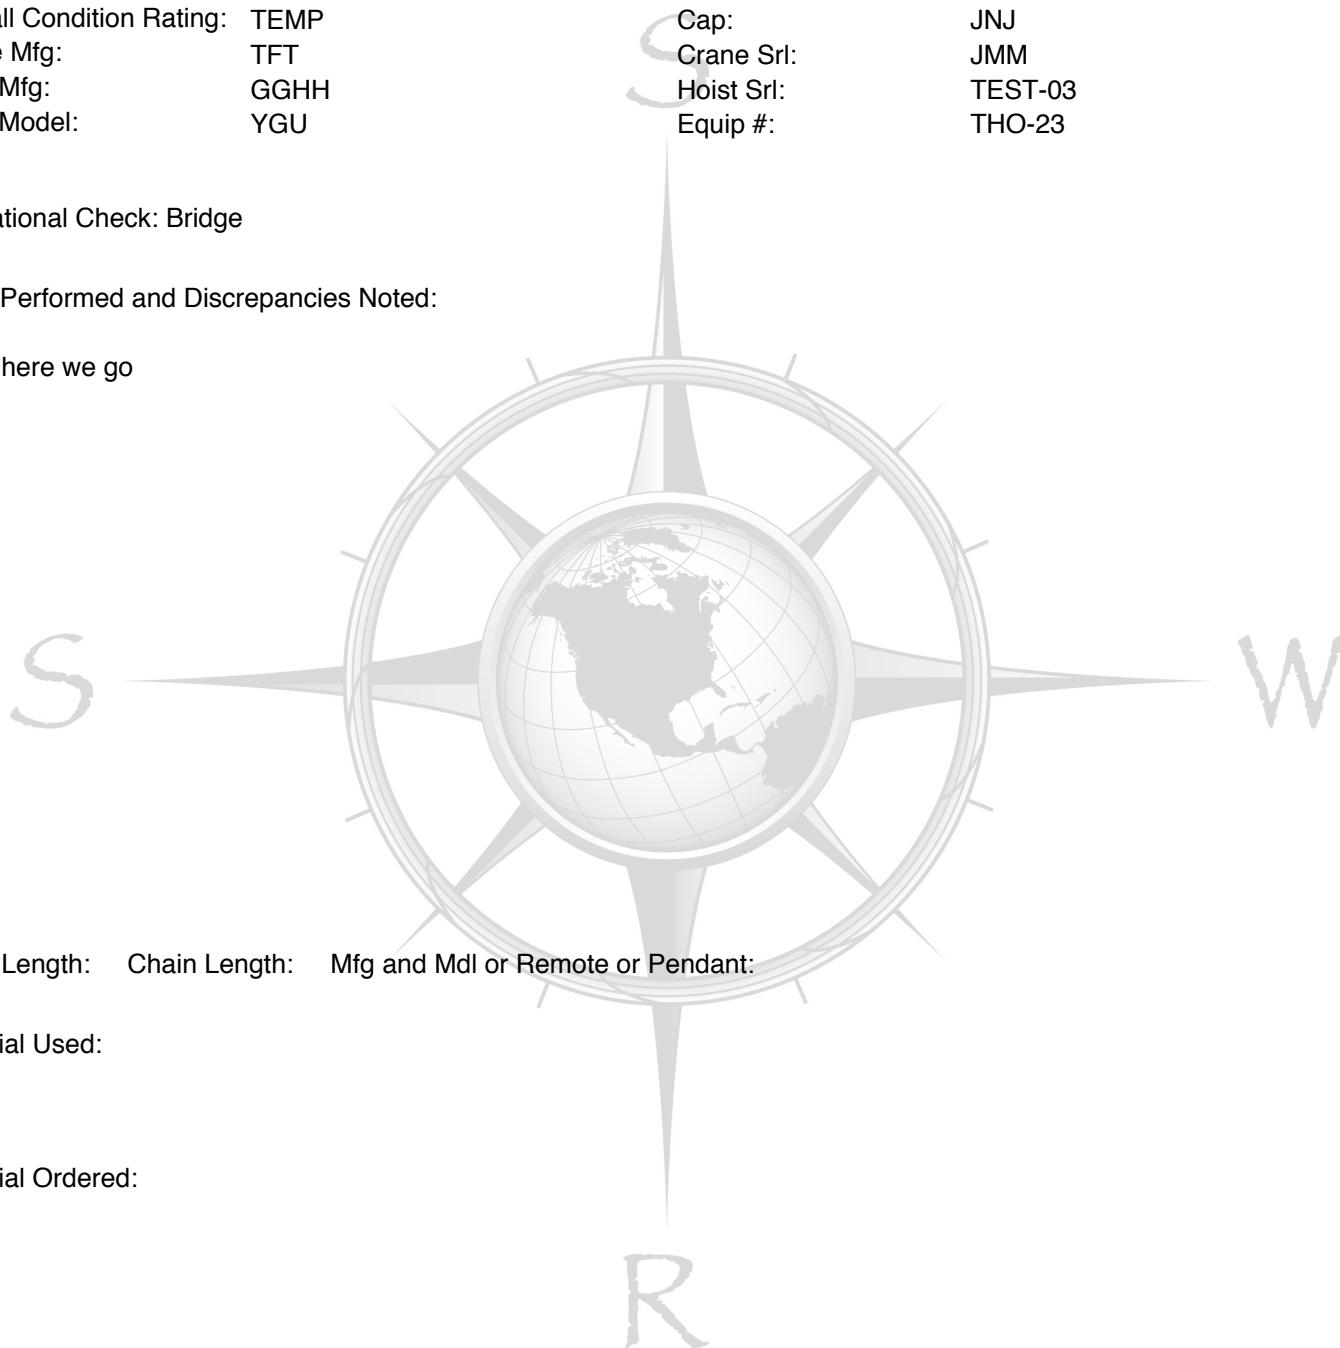 all Condition Rating: TEMP Cap: JNJ
e Mfg: TFT Crane Srl: JMM
Mfg: GGHH Hoist Srl: TEST-03
Model: YGU Equip #: THO-23
ational Check: Bridge
Performed and Discrepancies Noted:
here we go
Length: Chain Length: Mfg and Mdl or Remote or Pendant:
ial Used:
ial Ordered:
S
S
W
R